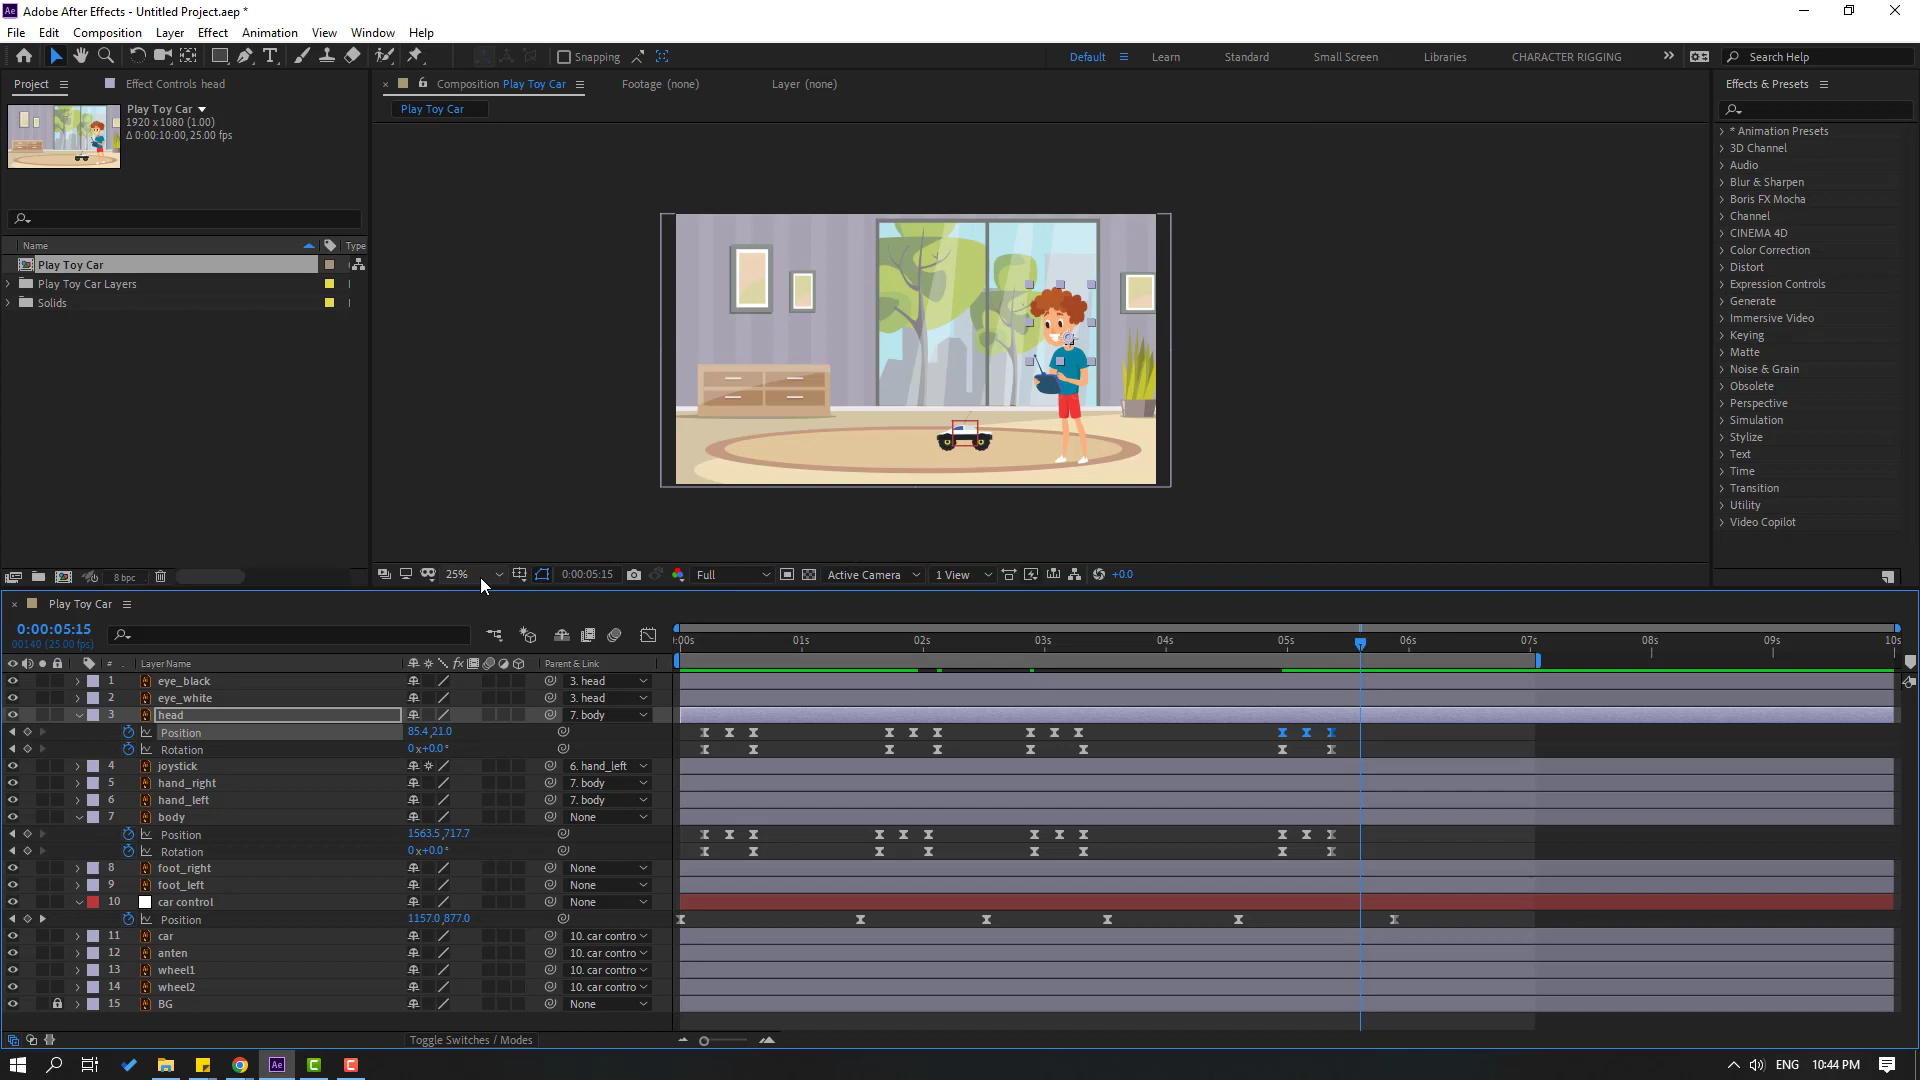 Adobe After Effects - Untitled Project.aep *
File Edit Composition Layer Effect Animation View Window Help
Snapping
Default Learn Standard Small Screen Libraries CHARACTER RIGGING Search Help
Project Effect Controls head Composition Play Toy Car Footage (none) Layer (none) Effects & Presets
Play Toy Car
1920 x 1080 (1.00)
Δ 0:00:10:00, 25.00 fps
Play Toy Car
Name Type
Play Toy Car
Play Toy Car Layers
Solids
* Animation Presets
3D Channel
Audio
Blur & Sharpen
Boris FX Mocha
Channel
CINEMA 4D
Color Correction
Distort
Expression Controls
Generate
Immersive Video
Keying
Matte
Noise & Grain
Obsolete
Perspective
Simulation
Stylize
Text
Time
Transition
Utility
Video Copilot
8 bpc 25% 0:00:05:15 Full Active Camera 1 View +0.0
Play Toy Car
0:00:05:15
00140 (25.00 fps)
:00s 01s 02s 03s 04s 05s 06s 07s 08s 09s 10s
# Layer Name fx Parent & Link
1 eye_black 3. head
2 eye_white 3. head
3 head 7. body
Position 85.4,21.0
Rotation 0x+0.0°
4 joystick 6. hand_left
5 hand_right 7. body
6 hand_left 7. body
7 body None
Position 1563.5,717.7
Rotation 0x+0.0°
8 foot_right None
9 foot_left None
10 car control None
Position 1157.0,877.0
11 car 10. car contro
12 anten 10. car contro
13 wheel1 10. car contro
14 wheel2 10. car contro
15 BG None
Toggle Switches / Modes
ENG 10:44 PM